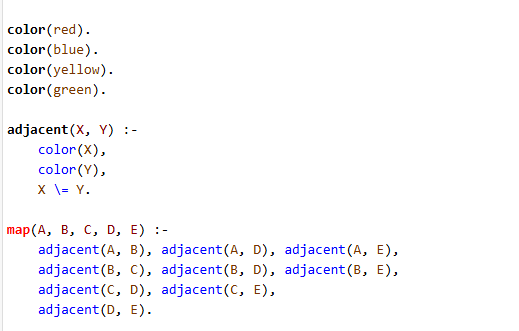 color(red).
color(blue).
color(yellow).
color(green).
adjacent(X, Y) :-
color(X),
color(Y),
X \= Y.
map(A, B, C, D, E) :-
adjacent(A, B), adjacent(A, D), adjacent(A, E),
adjacent(B, C), adjacent(B, D), adjacent(B, E),
adjacent(C, D), adjacent(C, E),
adjacent(D, E).